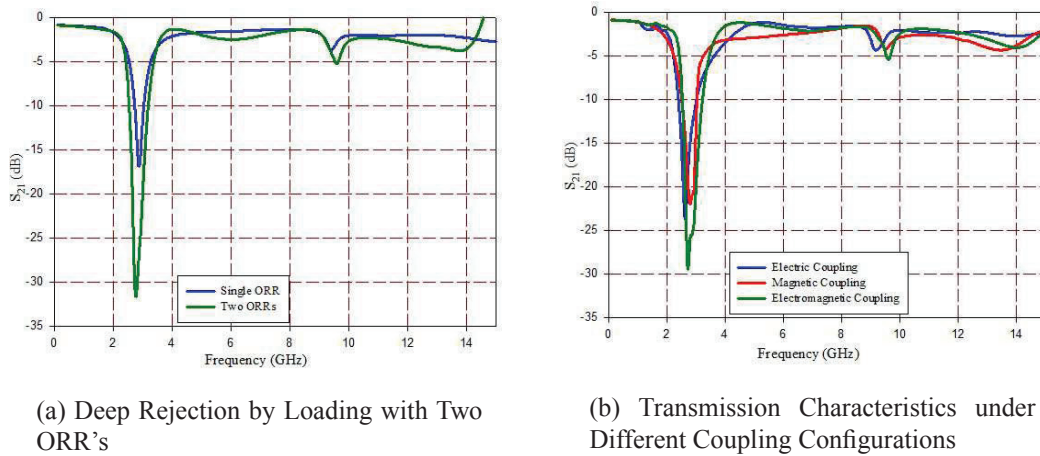 0
-5
-10
-15
-20
-25
-30
-35
S21 (dB)
0 2 4 6 8 10 12 14
Frequency (GHz)
Single ORR
Two ORRs
(a) Deep Rejection by Loading with Two
ORR's
0
-5
-10
-15
-20
-25
-30
-35
S21 (dB)
0 2 4 6 8 10 12 14
Frequency (GHz)
Electric Coupling
Magnetic Coupling
Electromagnetic Coupling
(b) Transmission Characteristics under
Different Coupling Configurations